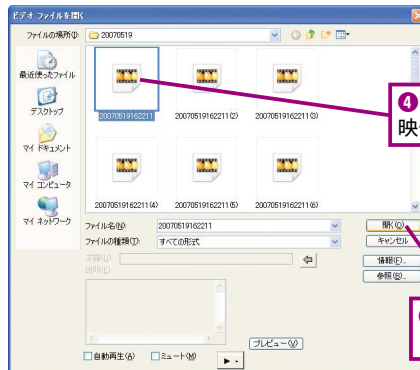 ビデオ ファイルを開く
ファイルの場所(I): 20070519
最近使ったファイル
デスクトップ
マイ ドキュメント
マイ コンピュータ
マイ ネットワーク
20070519162211
20070519162211(2)
20070519162211(3)
20070519162211(4)
20070519162211(5)
20070519162211(6)
❹
映
ファイル名(N): 20070519162211
開く(O)
ファイルの種類(T): すべての形式
キャンセル
主題(U):
説明(E):
情報(F)...
参照(B)...
プレビュー(W)
自動再生(A)
ミュート(M)